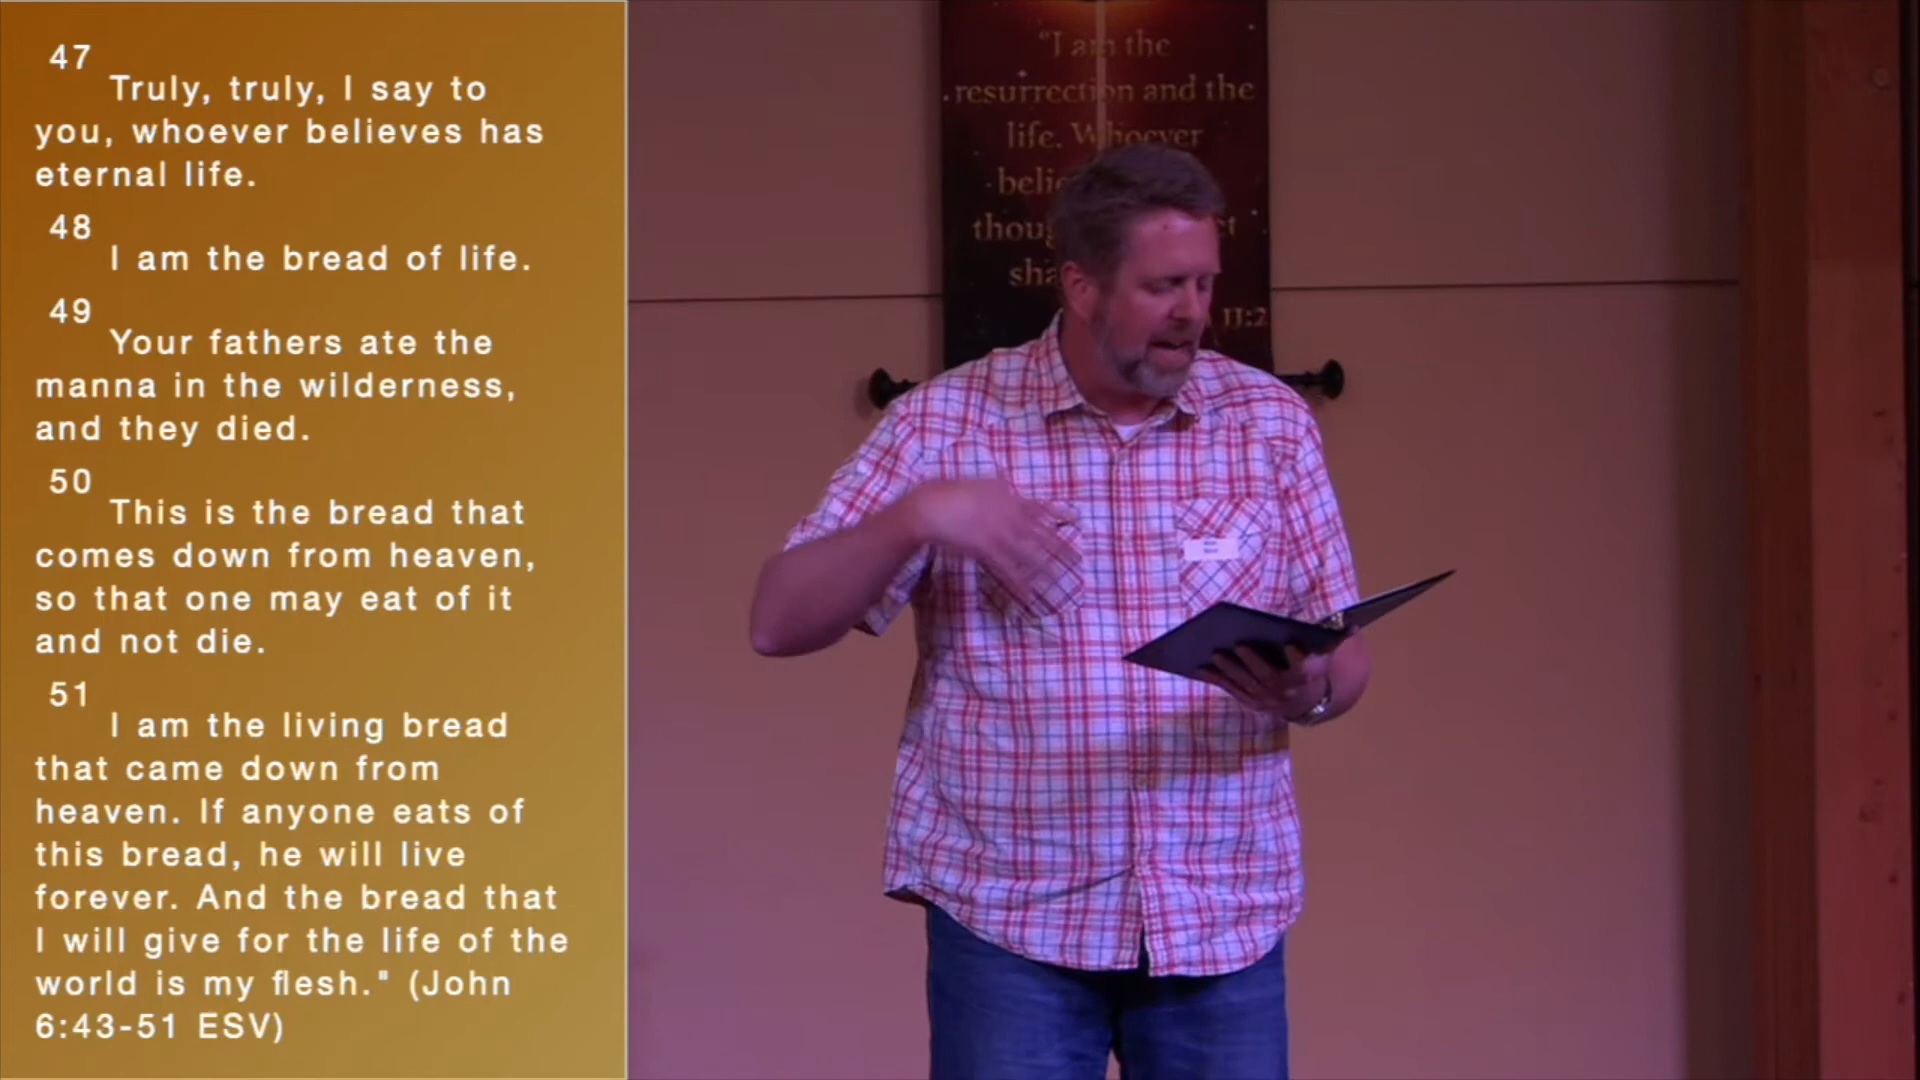 47
Truly, truly, I say to
you, whoever believes has
eternal life.
48
I am the bread of life.
49
Your fathers ate the
manna in the wilderness,
and they died.
50
This is the bread that
comes down from heaven,
so that one may eat of it
and not die.
51
I am the living bread
that came down from
heaven. If anyone eats of
this bread, he will live
forever. And the bread that
I will give for the life of the
world is my flesh." (John
6:43-51 ESV)
"I am the
resurrection and the
life. Whoever